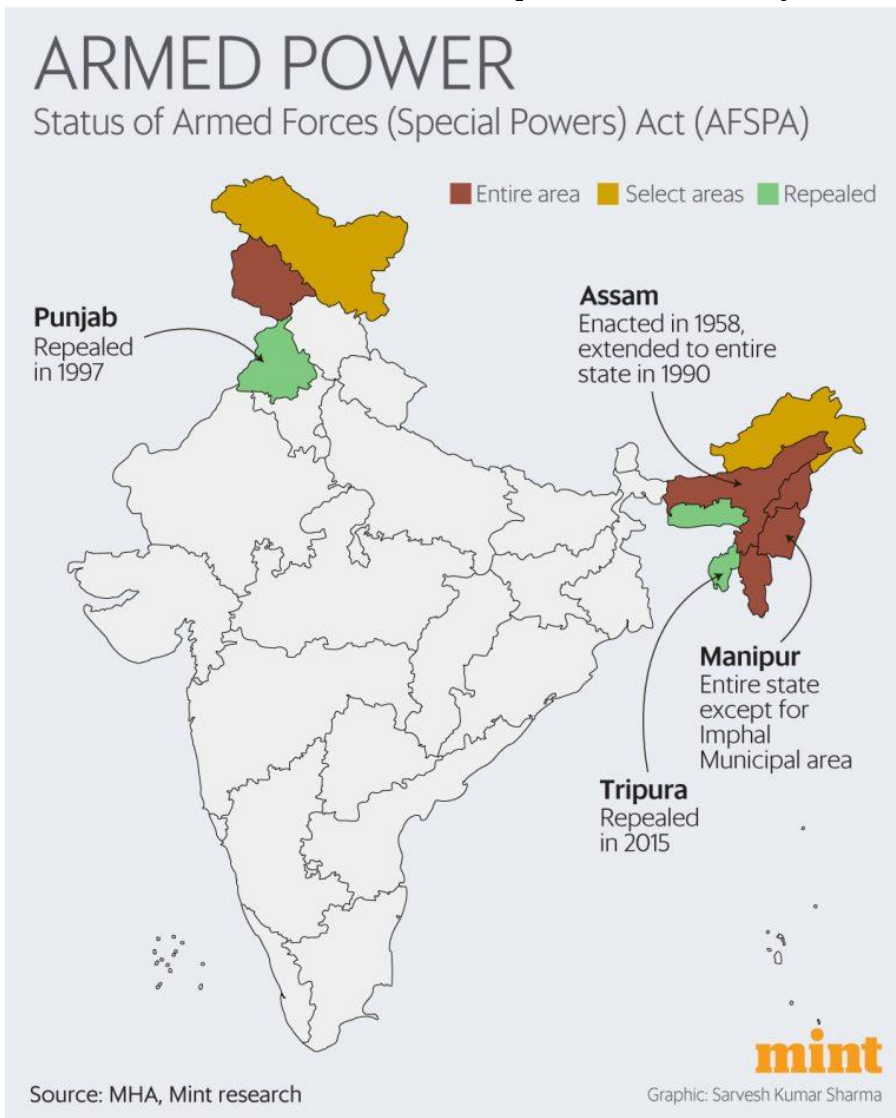 ARMED POWER
Status of Armed Forces (Special Powers) Act (AFSPA)
Entire area Select areas Repealed
Punjab
Repealed
in 1997
Assam
Enacted in 1958,
extended to entire
state in 1990
Manipur
Entire state
except for
Imphal
Municipal area
Tripura
Repealed
in 2015
mint
Source: MHA, Mint research
Graphic: Sarvesh Kumar Sharma